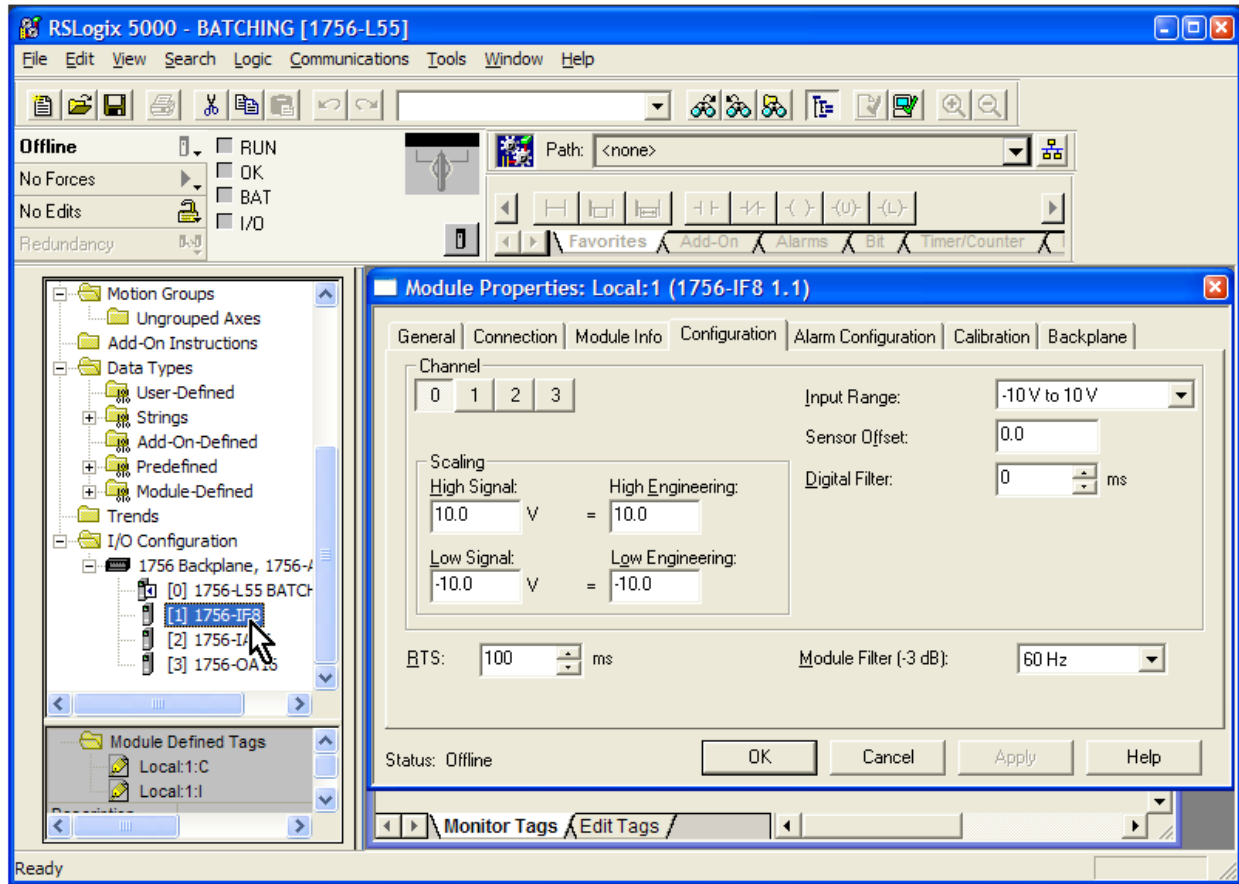 RSLogix 5000 - BATCHING [1756-L55]
File Edit View Search Logic Communications Tools Window Help
Offline
RUN
No Forces
OK
No Edits
BAT
Redundancy
I/O
Path: <none>
Favorites Add-On Alarms Bit Timer/Counter
Motion Groups
Ungrouped Axes
Add-On Instructions
Data Types
User-Defined
Strings
Add-On-Defined
Predefined
Module-Defined
Trends
I/O Configuration
1756 Backplane, 1756-A
[0] 1756-L55 BATCH
[1] 1756-IF8
[2] 1756-IA
[3] 1756-OA16
Module Defined Tags
Local:1:C
Local:1:I
Module Properties: Local:1 (1756-IF8 1.1)
General Connection Module Info Configuration Alarm Configuration Calibration Backplane
Channel
0 1 2 3
Input Range: -10 V to 10 V
Sensor Offset: 0.0
Digital Filter: 0 ms
Scaling
High Signal: High Engineering:
10.0 V = 10.0
Low Signal: Low Engineering:
-10.0 V = -10.0
RTS: 100 ms
Module Filter (-3 dB): 60 Hz
Status: Offline
OK Cancel Apply Help
Monitor Tags Edit Tags
Ready